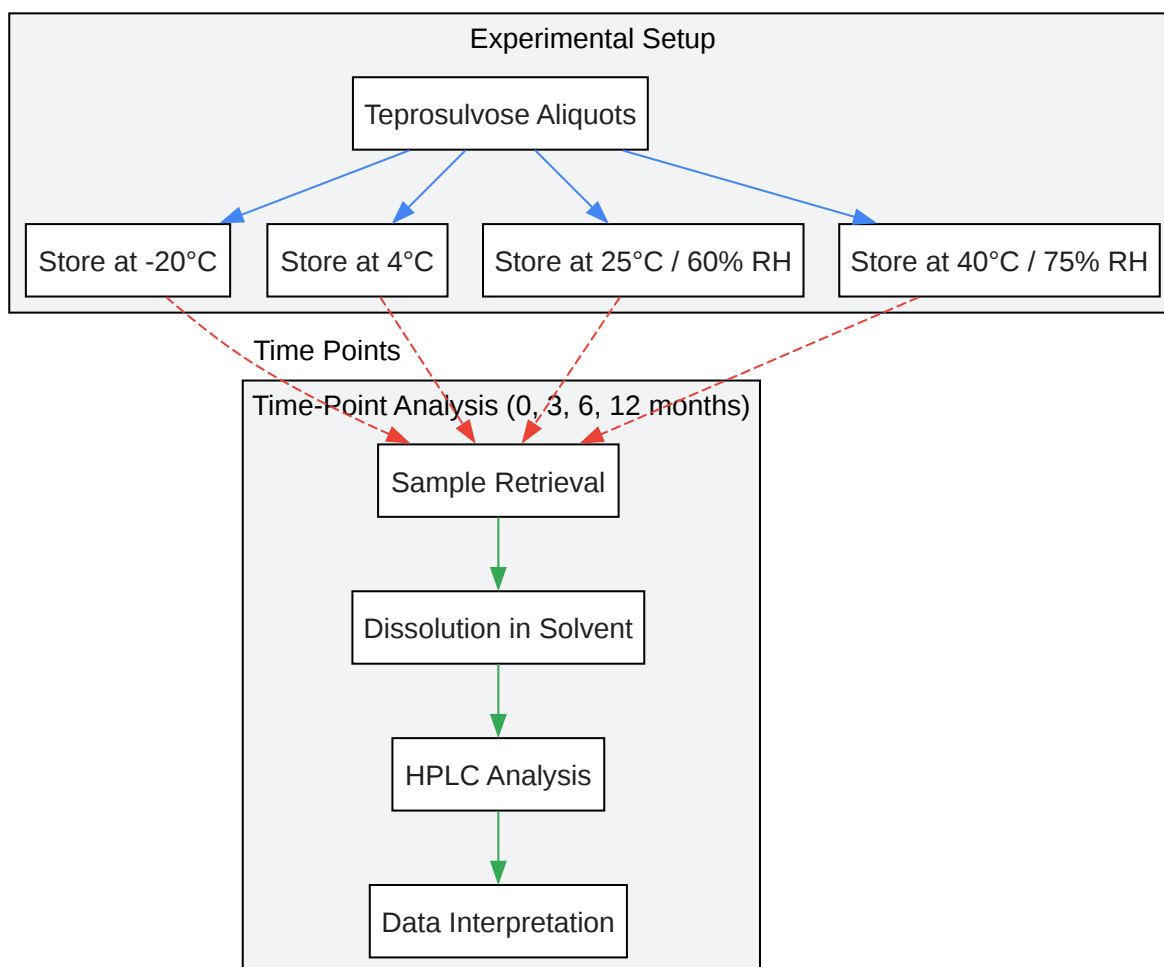 Experimental Setup
Teprosulvose Aliquots
Store at -20°C
Store at 4°C
Store at 25°C / 60% RH
Store at 40°C / 75% RH
Time Points
Time-Point Analysis (0, 3, 6, 12 months)
Sample Retrieval
Dissolution in Solvent
HPLC Analysis
Data Interpretation